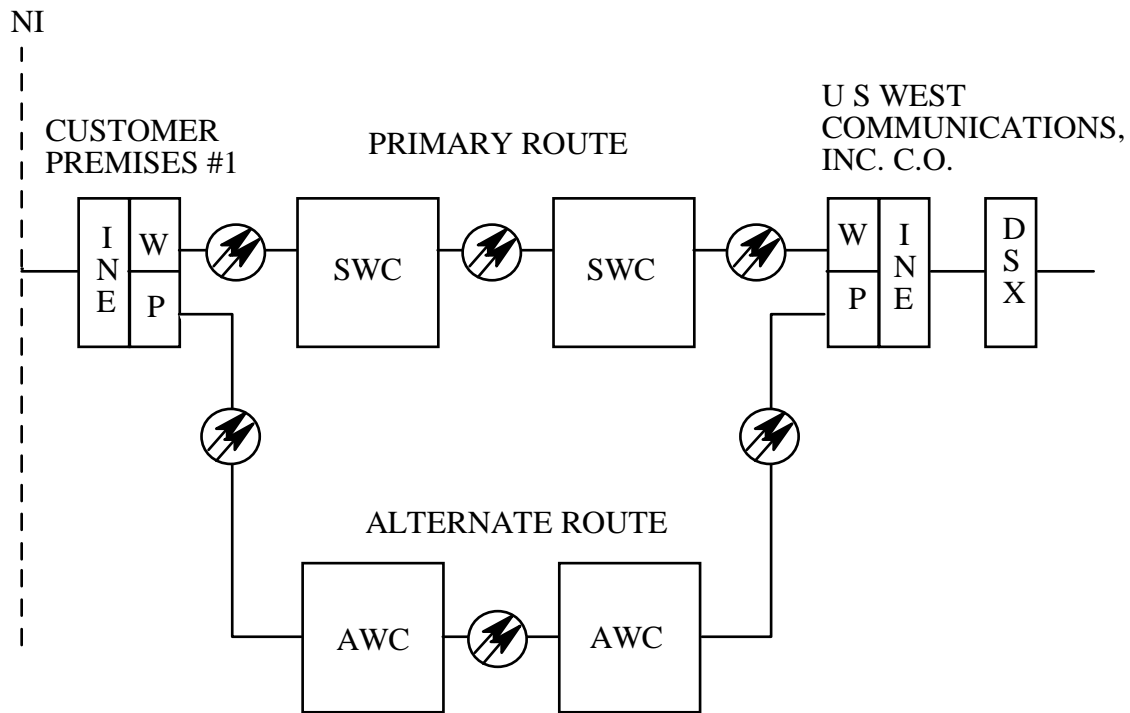 NI
CUSTOMER
PREMISES #1
PRIMARY ROUTE
U S WEST
COMMUNICATIONS,
INC. C.O.
I
N
E
W
P
SWC
SWC
W
P
I
N
E
D
S
X
ALTERNATE ROUTE
AWC
AWC